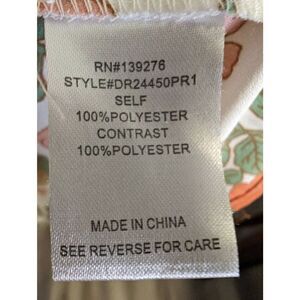 RN#139276
STYLE#DR24450PR1
SELF
100%POLYESTER
CONTRAST
100%POLYESTER
MADE IN CHINA
SEE REVERSE FOR CARE